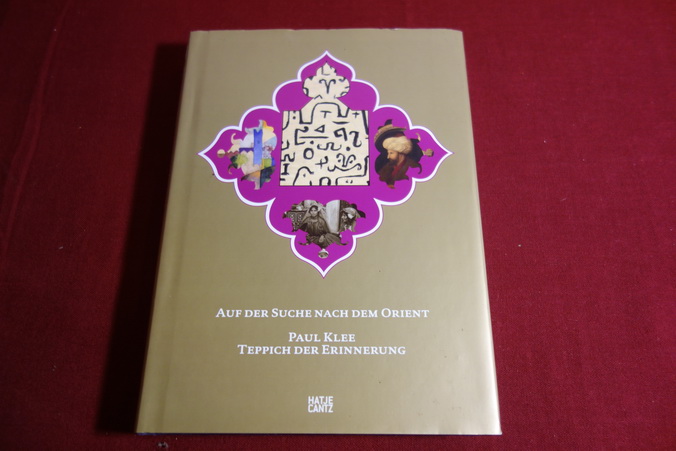 AUF DER SUCHE NACH DEM ORIENT
PAUL KLEE
TEPPICH DER ERINNERUNG
HATJE
CANTZ